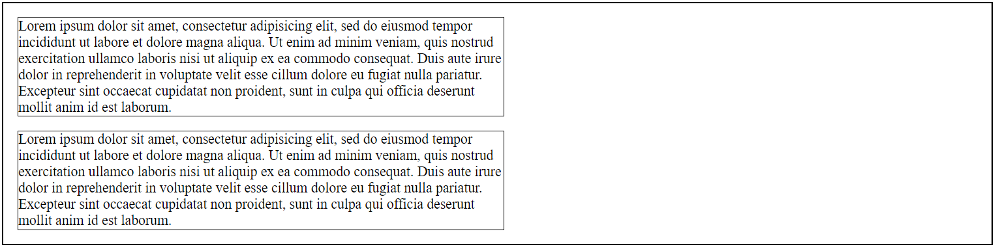 Lorem ipsum dolor sit amet, consectetur adipisicing elit, sed do eiusmod tempor
incididunt ut labore et dolore magna aliqua. Ut enim ad minim veniam, quis nostrud
exercitation ullamco laboris nisi ut aliquip ex ea commodo consequat. Duis aute irure
dolor in reprehenderit in voluptate velit esse cillum dolore eu fugiat nulla pariatur.
Excepteur sint occaecat cupidatat non proident, sunt in culpa qui officia deserunt
mollit anim id est laborum.
Lorem ipsum dolor sit amet, consectetur adipisicing elit, sed do eiusmod tempor
incididunt ut labore et dolore magna aliqua. Ut enim ad minim veniam, quis nostrud
exercitation ullamco laboris nisi ut aliquip ex ea commodo consequat. Duis aute irure
dolor in reprehenderit in voluptate velit esse cillum dolore eu fugiat nulla pariatur.
Excepteur sint occaecat cupidatat non proident, sunt in culpa qui officia deserunt
mollit anim id est laborum.